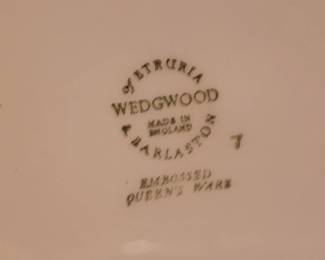 of ETRURIA
WEDGWOOD
MADE IN
ENGLAND
& BARLASTON
7
EMBOSSED
QUEEN'S WARE